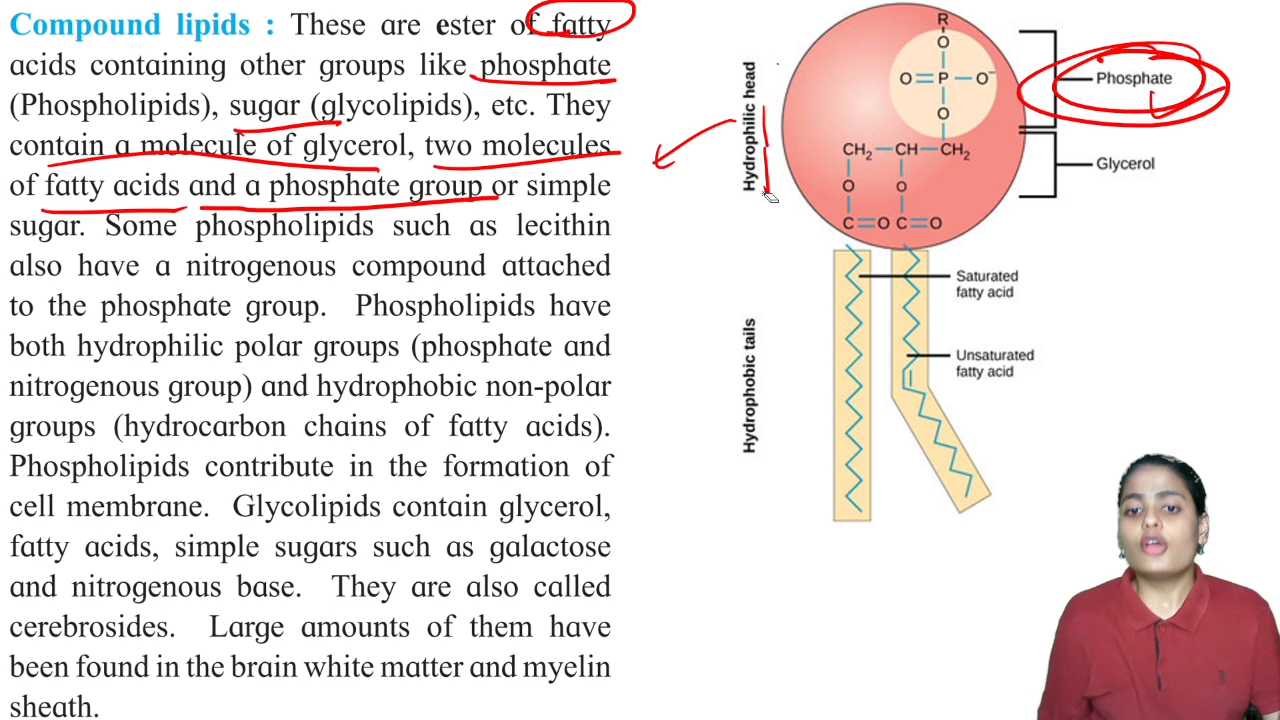 Compound lipids : These are ester of fatty
acids containing other groups like phosphate
(Phospholipids), sugar (glycolipids), etc. They
contain a molecule of glycerol, two molecules
of fatty acids and a phosphate group or simple
sugar. Some phospholipids such as lecithin
also have a nitrogenous compound attached
to the phosphate group. Phospholipids have
both hydrophilic polar groups (phosphate and
nitrogenous group) and hydrophobic non-polar
groups (hydrocarbon chains of fatty acids).
Phospholipids contribute in the formation of
cell membrane. Glycolipids contain glycerol,
fatty acids, simple sugars such as galactose
and nitrogenous base. They are also called
cerebrosides. Large amounts of them have
been found in the brain white matter and myelin
sheath.
Hydrophilic head
R
O
O=P—O⁻
O
CH₂—CH—CH₂
O O
C=O C=O
Phosphate
Glycerol
Hydrophobic tails
Saturated
fatty acid
Unsaturated
fatty acid